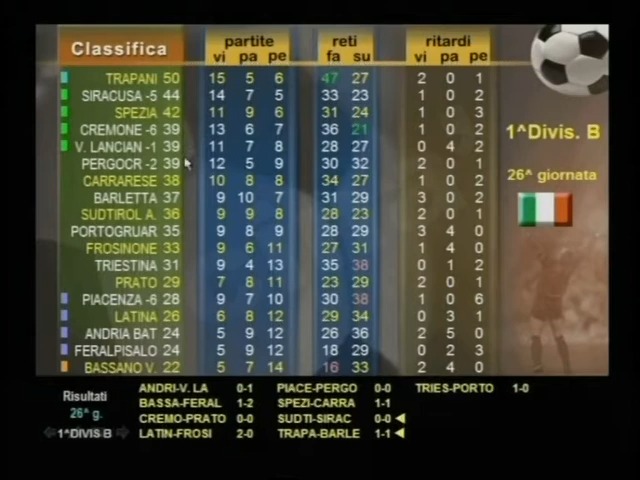 Classifica partite reti ritardi
vi pa pe fa su vi pa pe
TRAPANI 50 15 5 6 47 27 2 0 1
SIRACUSA -5 44 14 7 5 33 23 1 0 2
SPEZIA 42 11 9 6 31 24 1 0 2
CREMONE -6 39 13 6 7 36 21 1 0 2
V. LANCIAN -1 39 11 7 8 28 27 0 4 2
PERGOCR -2 39 12 5 9 30 32 2 0 1
CARRARESE 38 10 8 8 34 27 1 0 2
BARLETTA 37 9 10 7 31 29 3 0 2
SUDTIROL A. 36 9 9 8 28 23 2 0 1
PORTOGRUAR 35 9 8 9 28 29 3 4 0
FROSINONE 33 9 6 11 27 31 1 4 0
TRIESTINA 31 9 4 13 35 38 0 1 2
PRATO 29 7 8 11 23 29 2 0 1
PIACENZA -6 28 9 7 10 30 38 1 0 6
LATINA 26 6 8 12 29 34 0 3 1
ANDRIA BAT 24 5 9 12 26 36 2 5 0
FERALPISALO 24 5 9 12 18 29 0 2 3
BASSANO V. 22 5 7 14 16 33 2 4 0
1^Divis. B
26^ giornata
Risultati
26^ g.
1^DIVIS B
ANDRI-V. LA 0-1 PIACE-PERGO 0-0 TRIES-PORTO 1-0
BASSA-FERAL 1-2 SPEZI-CARRA 1-1
CREMO-PRATO 0-0 SUDTI-SIRAC 0-0
LATIN-FROSI 2-0 TRAPA-BARLE 1-1